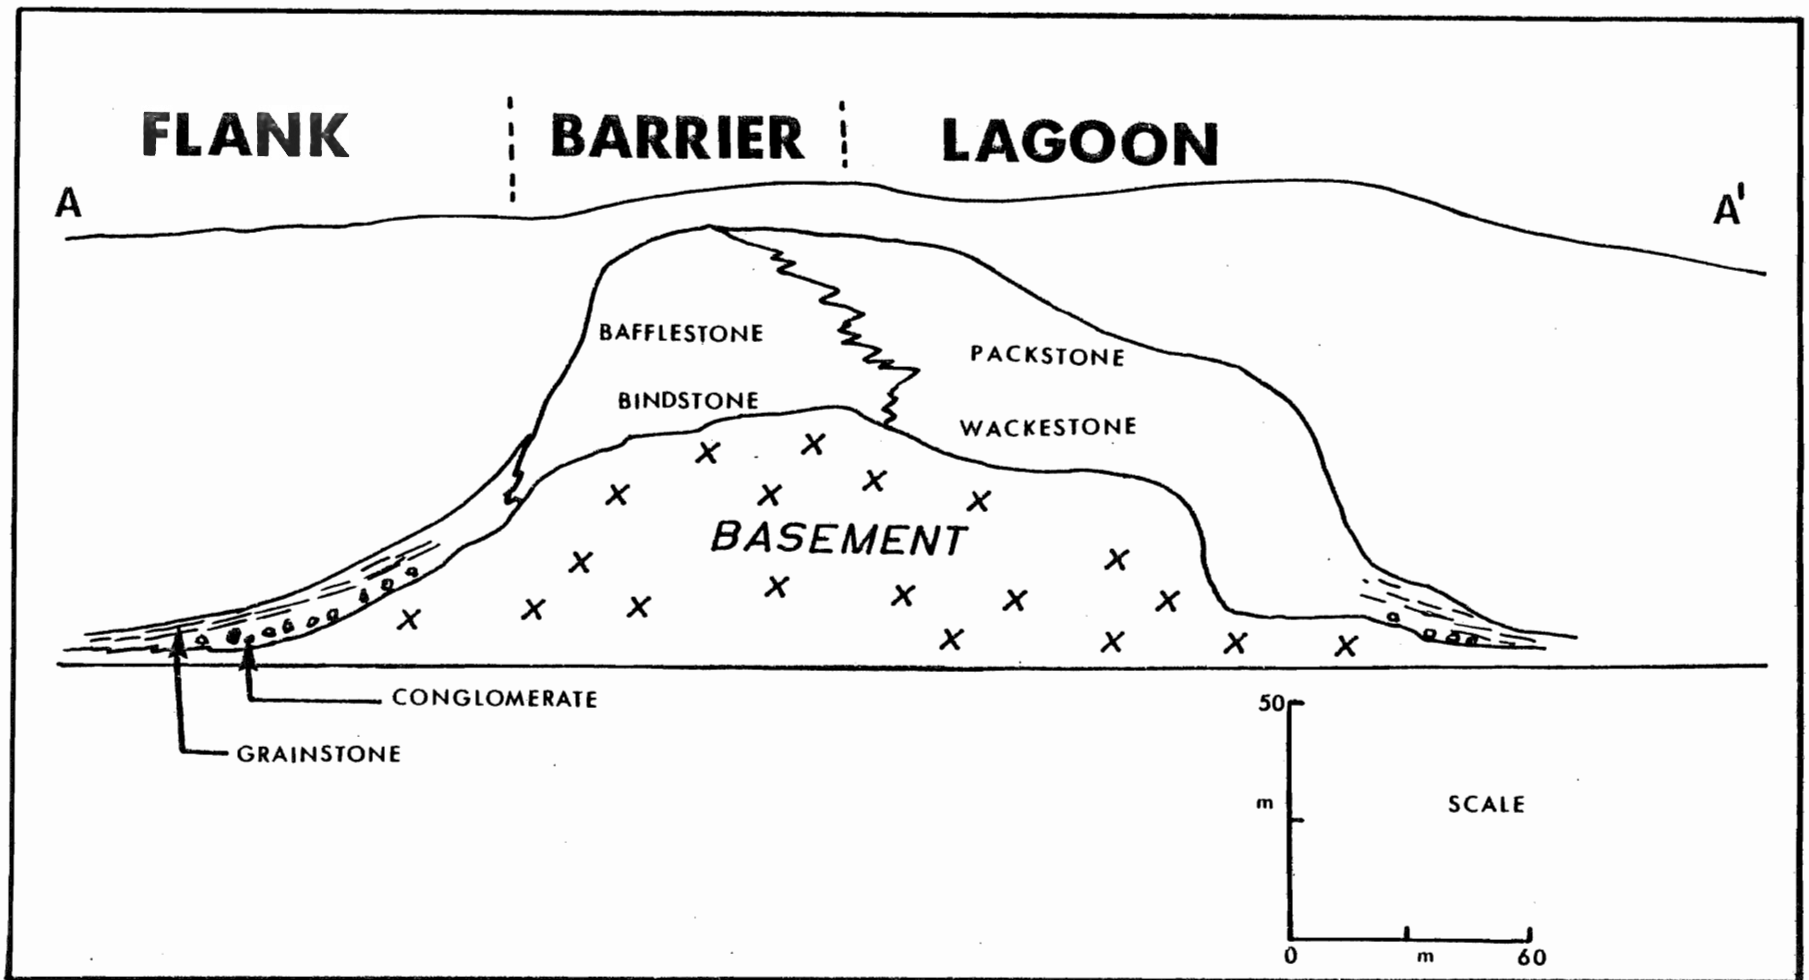 FLANK BARRIER LAGOON
A A'
BAFFLESTONE
PACKSTONE
BINDSTONE
WACKESTONE
X X
X X X X
BASEMENT
X X
X X X X X X X
X X X X X
CONGLOMERATE
50
GRAINSTONE
m SCALE
0 m 60